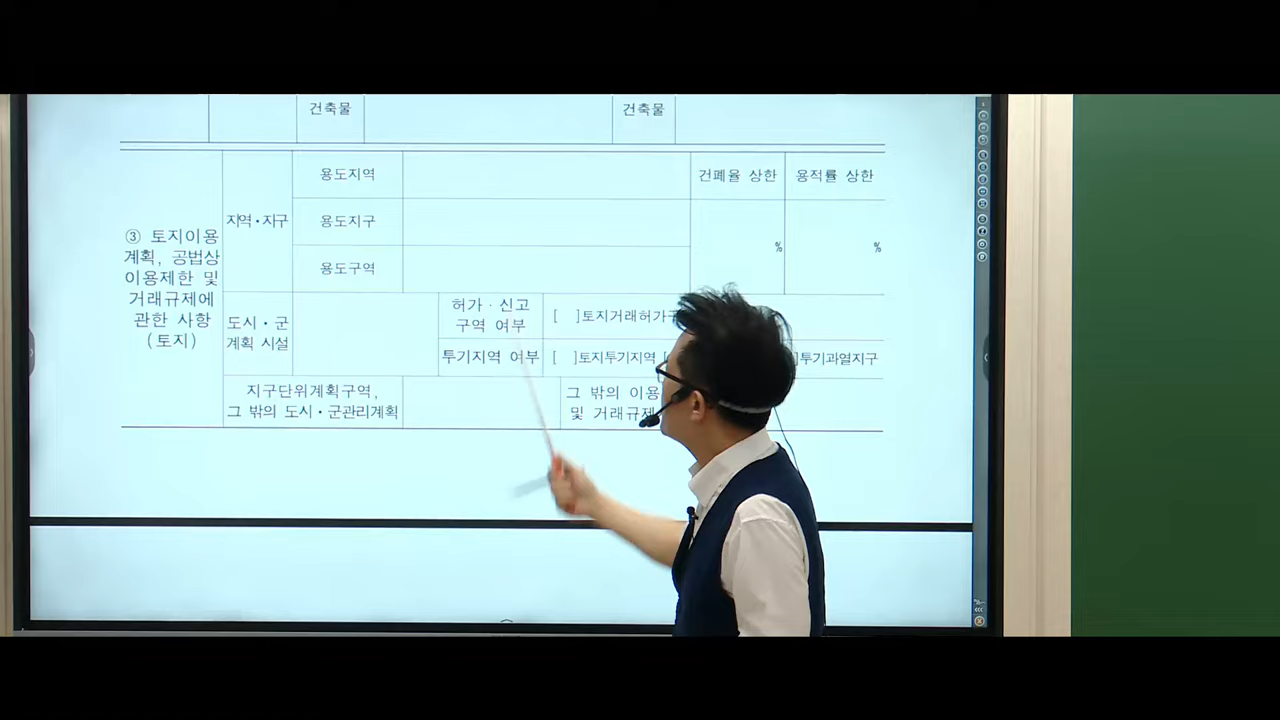 건축물
건축물
③ 토지이용
계획, 공법상
이용제한 및
거래규제에
관한 사항
(토지)
지역·지구
용도지역
용도지구
용도구역
건폐율 상한
용적률 상한
%
%
도시·군
계획 시설
허가·신고
구역 여부
[ ]토지거래허가구
투기지역 여부
[ ]토지투기지역 [
]투기과열지구
지구단위계획구역,
그 밖의 도시·군관리계획
그 밖의 이용
및 거래규제